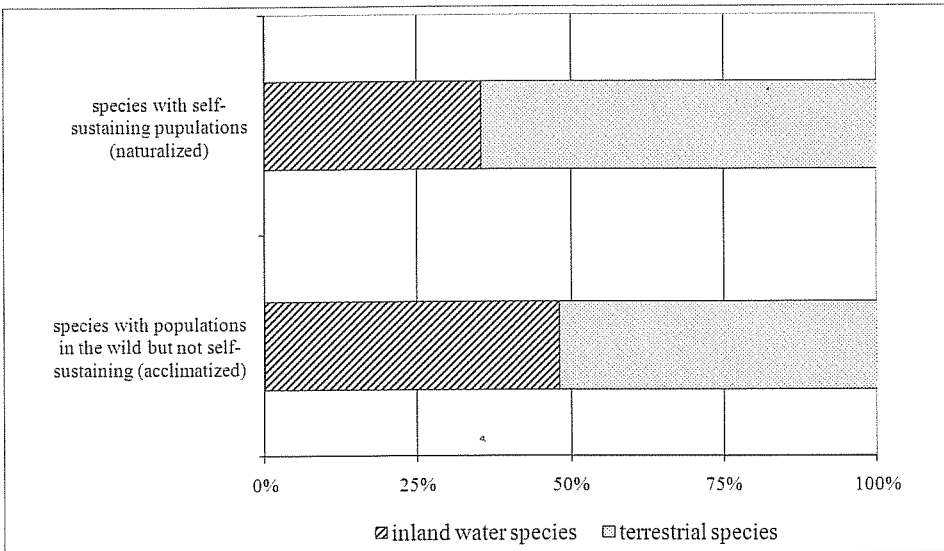 species with self-
sustaining pupulations
(naturalized)
species with populations
in the wild but not self-
sustaining (acclimatized)
0% 25% 50% 75% 100%
inland water species terrestrial species